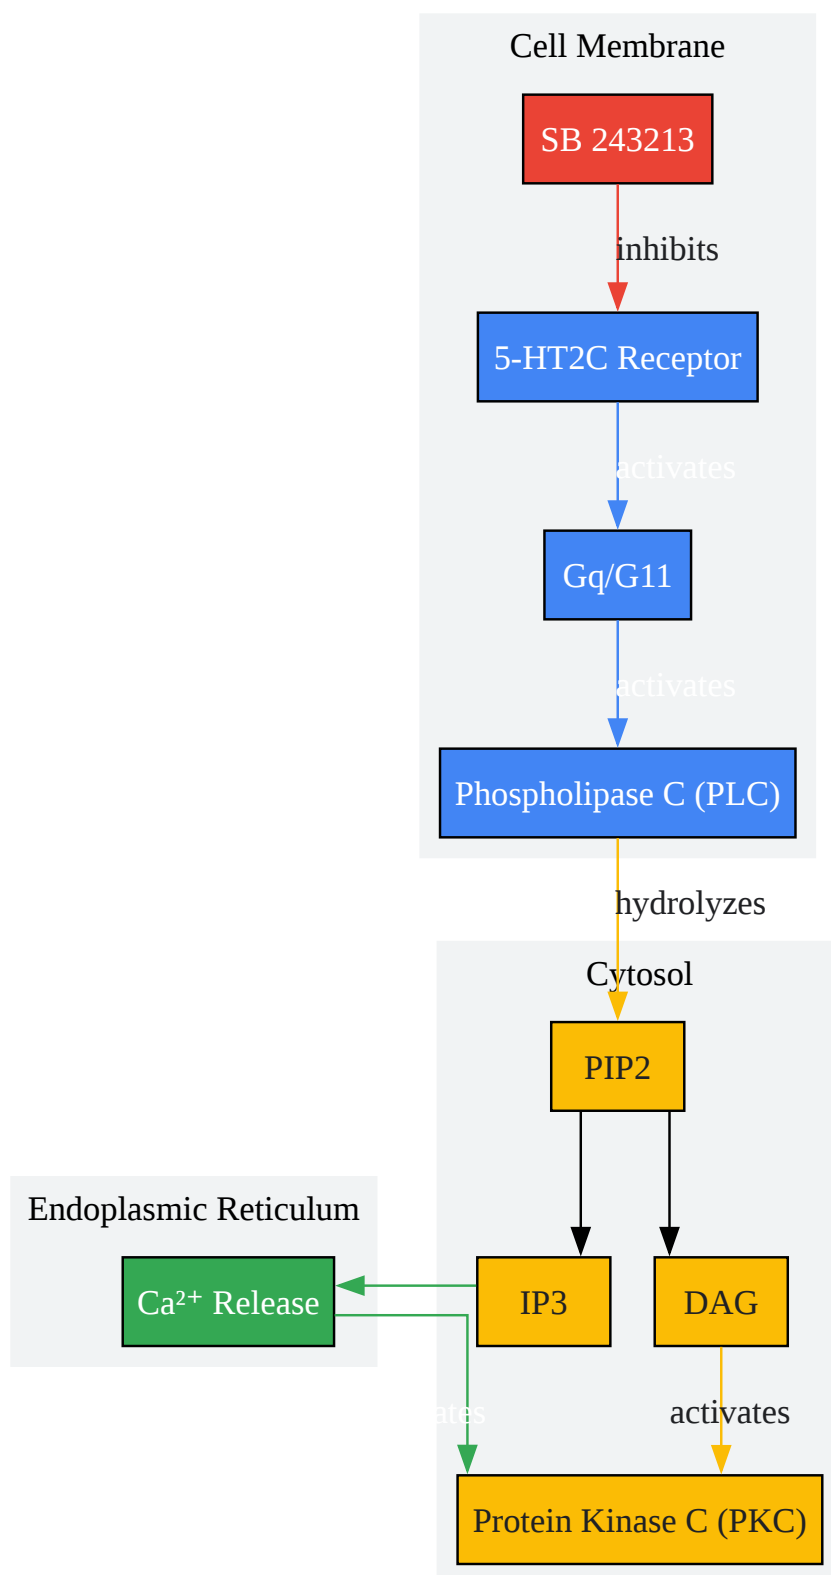 Cell Membrane
SB 243213
inhibits
5-HT2C Receptor
activates
Gq/G11
activates
Phospholipase C (PLC)
hydrolyzes
Cytosol
PIP2
Endoplasmic Reticulum
Ca²⁺ Release
IP3
DAG
activates
Protein Kinase C (PKC)